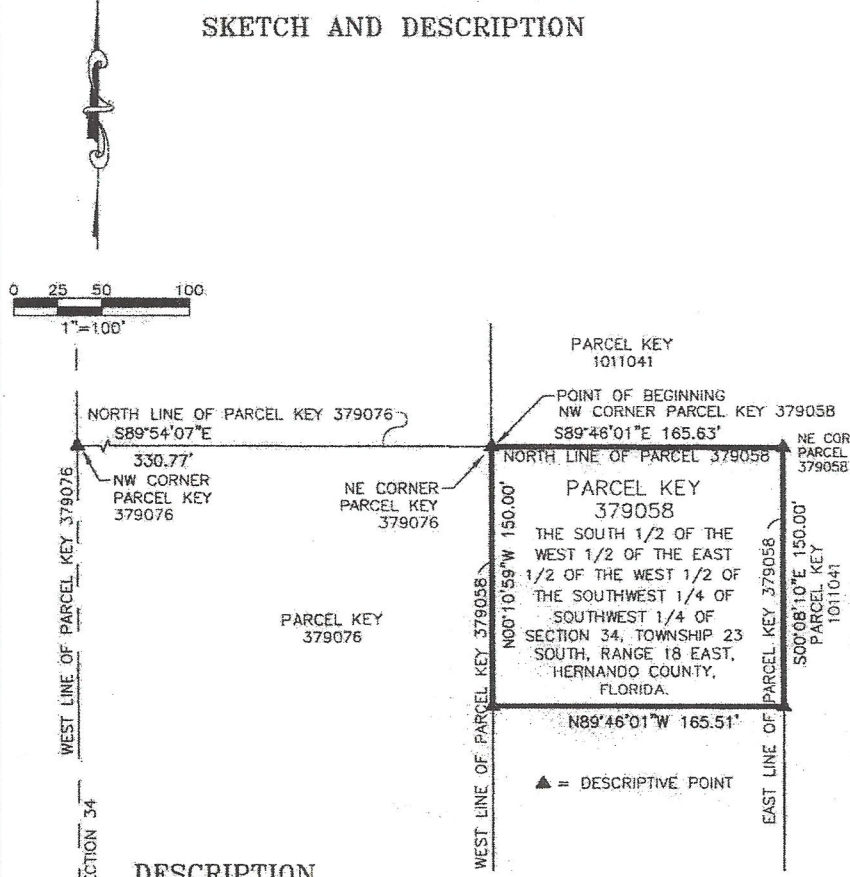 SKETCH AND DESCRIPTION
0 25 50 100
1"=100'
PARCEL KEY
1011041
POINT OF BEGINNING
NW CORNER PARCEL KEY 379058
NORTH LINE OF PARCEL KEY 379076
S89°54'07"E
330.77'
S89°46'01"E 165.63'
NORTH LINE OF PARCEL 379058
NE COR
PARCEL
379058
NW CORNER
PARCEL KEY
379076
NE CORNER
PARCEL KEY
379076
PARCEL KEY
379058
THE SOUTH 1/2 OF THE
WEST 1/2 OF THE EAST
1/2 OF THE WEST 1/2 OF
THE SOUTHWEST 1/4 OF
SOUTHWEST 1/4 OF
SECTION 34, TOWNSHIP 23
SOUTH, RANGE 18 EAST,
HERNANDO COUNTY,
FLORIDA.
WEST LINE OF PARCEL KEY 379076
PARCEL KEY
379076
WEST LINE OF PARCEL KEY 379058
N00°10'59"W 150.00'
EAST LINE OF PARCEL KEY 379058
S00°08'10"E 150.00'
PARCEL KEY
1011041
N89°46'01"W 165.51'
▲ = DESCRIPTIVE POINT
ECTION 34
DESCRIPTION